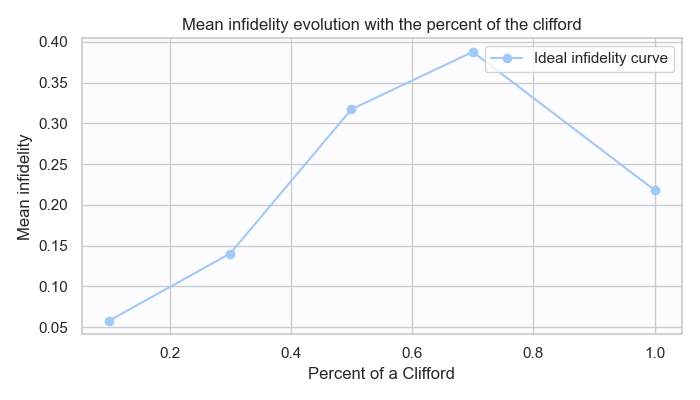 Mean infidelity evolution with the percent of the clifford
Ideal infidelity curve
Mean infidelity
0.40
0.35
0.30
0.25
0.20
0.15
0.10
0.05
0.2 0.4 0.6 0.8 1.0
Percent of a Clifford